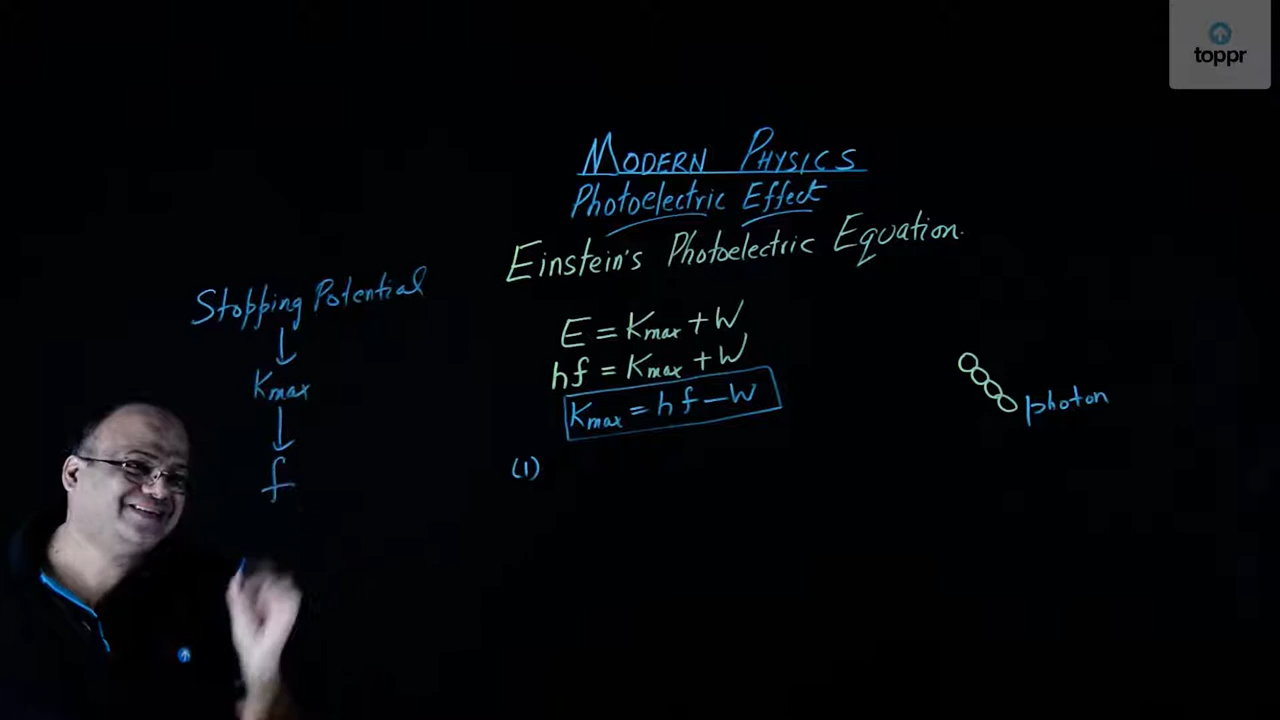 toppr
MODERN PHYSICS
Photoelectric Effect
Einstein's Photoelectric Equation.
Stopping Potential
↓
Kmax
↓
f
E = Kmax + W
hf = Kmax + W
Kmax = hf – W
(1)
photon